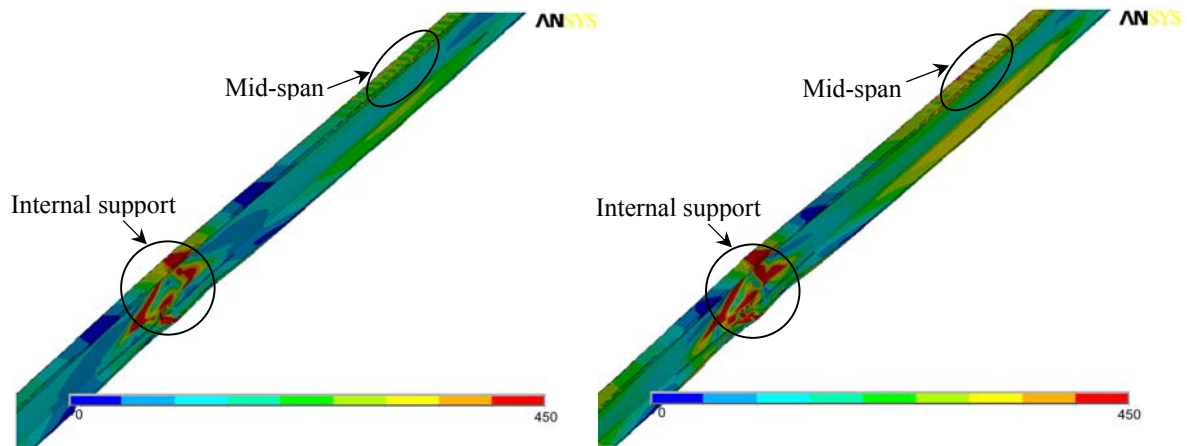 ANSYS
Mid-span
Internal support
0 450
ANSYS
Mid-span
Internal support
0 450